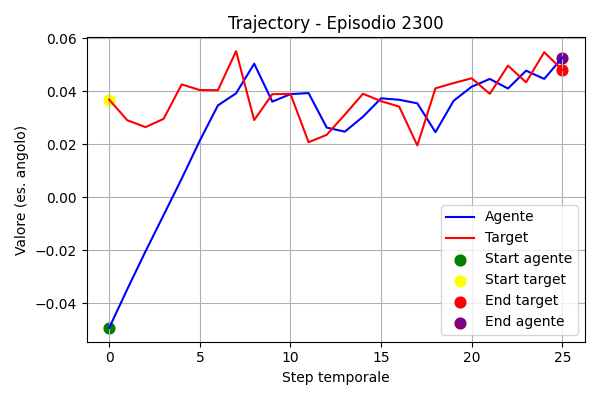 Trajectory - Episodio 2300
Valore (es. angolo)
0.06
0.04
0.02
0.00
−0.02
−0.04
0
5
10
15
20
25
Step temporale
Agente
Target
Start agente
Start target
End target
End agente